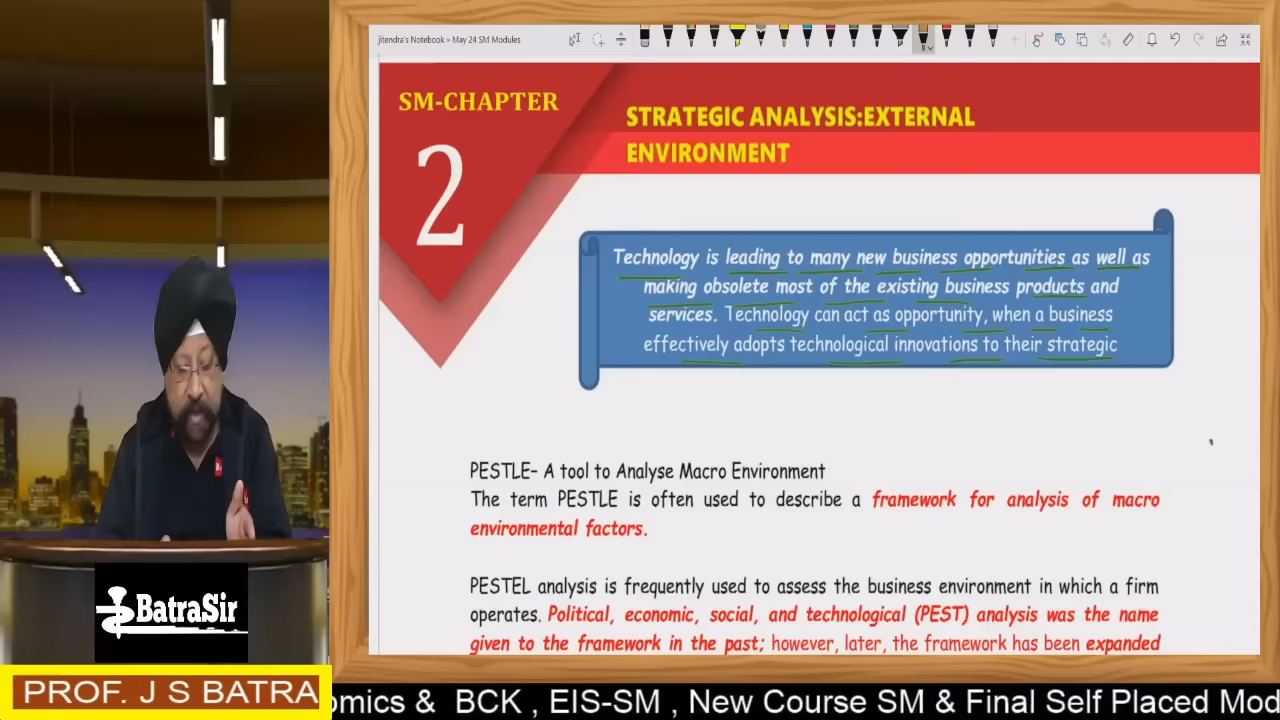 jitendra's Notebook » May 24 SM Modules
SM-CHAPTER
2
STRATEGIC ANALYSIS:EXTERNAL
ENVIRONMENT
Technology is leading to many new business opportunities as well as
making obsolete most of the existing business products and
services. Technology can act as opportunity, when a business
effectively adopts technological innovations to their strategic
PESTLE– A tool to Analyse Macro Environment
The term PESTLE is often used to describe a framework for analysis of macro
environmental factors.
PESTEL analysis is frequently used to assess the business environment in which a firm
operates. Political, economic, social, and technological (PEST) analysis was the name
given to the framework in the past; however, later, the framework has been expanded
BatraSir
PROF. J S BATRA
omics & BCK , EIS-SM , New Course SM & Final Self Placed Mod